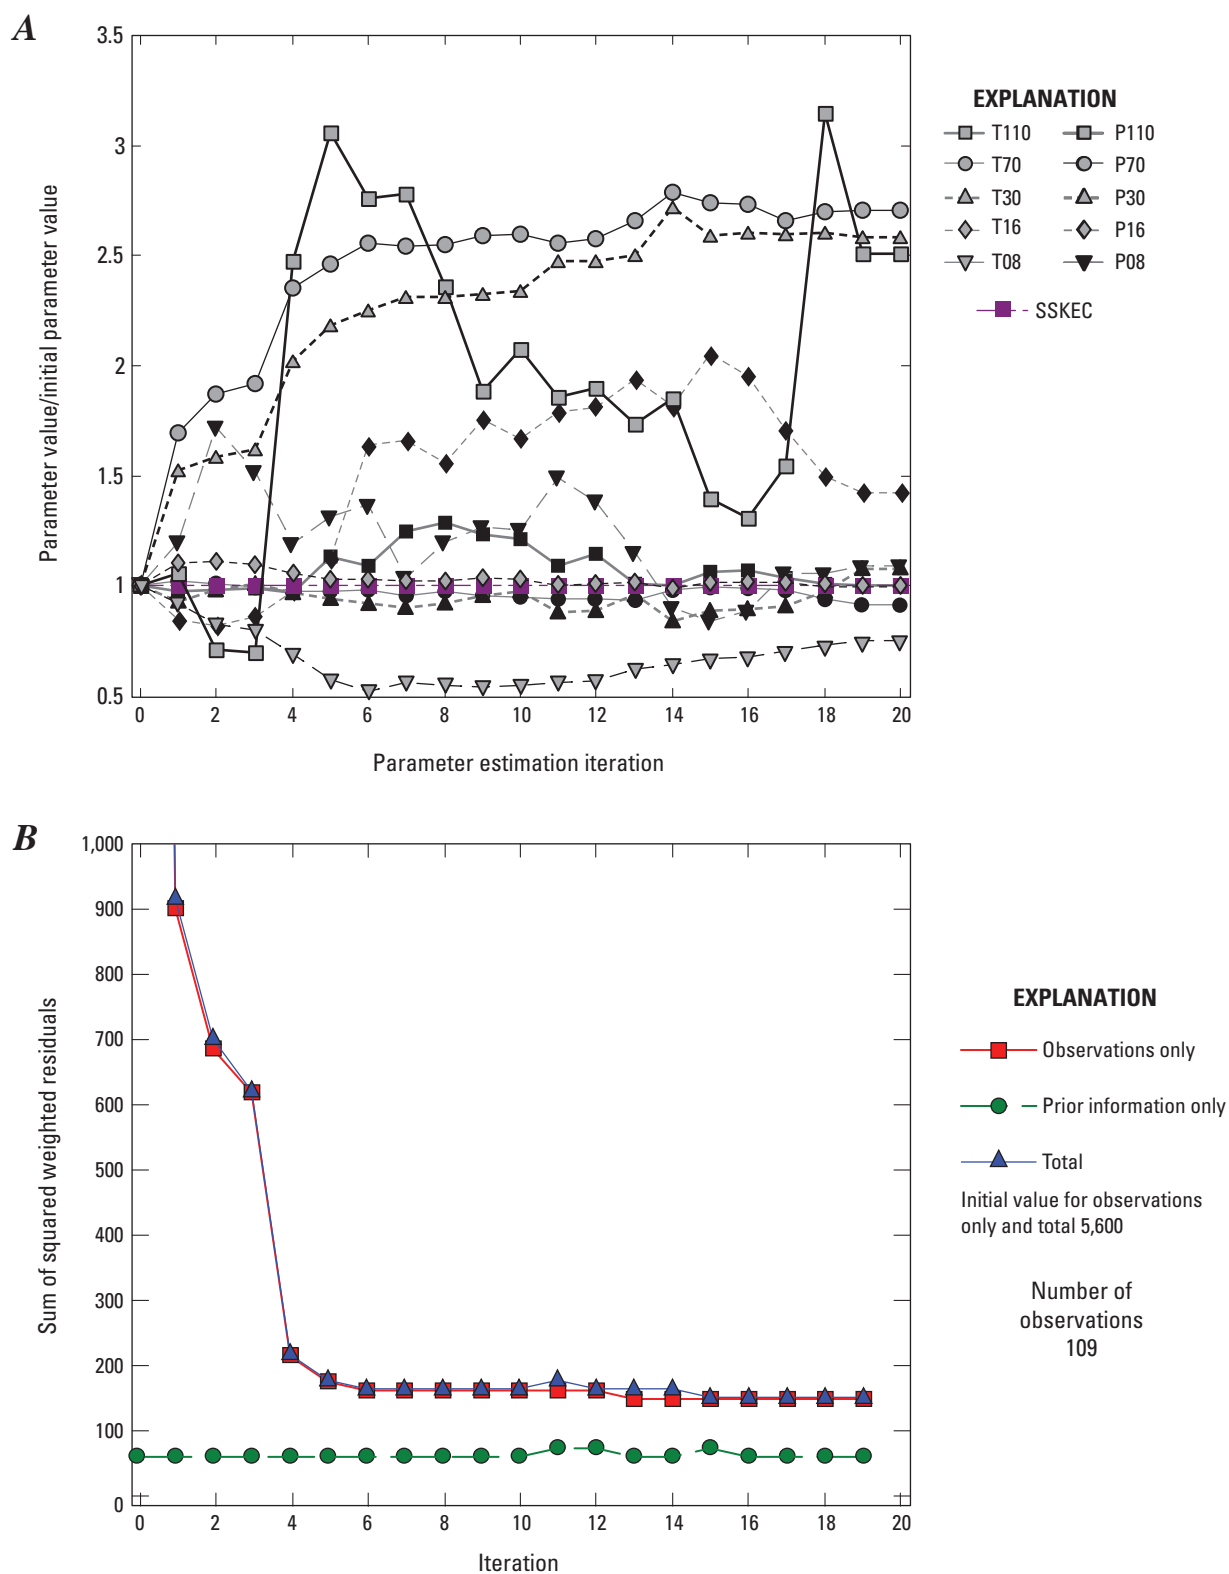 A
3.5
3
2.5
2
1.5
1
0.5
0 2 4 6 8 10 12 14 16 18 20
Parameter value/initial parameter value
Parameter estimation iteration
EXPLANATION
T110 P110
T70 P70
T30 P30
T16 P16
T08 P08
SSKEC
B
1,000
900
800
700
600
500
400
300
200
100
0
0 2 4 6 8 10 12 14 16 18 20
Sum of squared weighted residuals
Iteration
EXPLANATION
Observations only
Prior information only
Total
Initial value for observations
only and total 5,600
Number of
observations
109